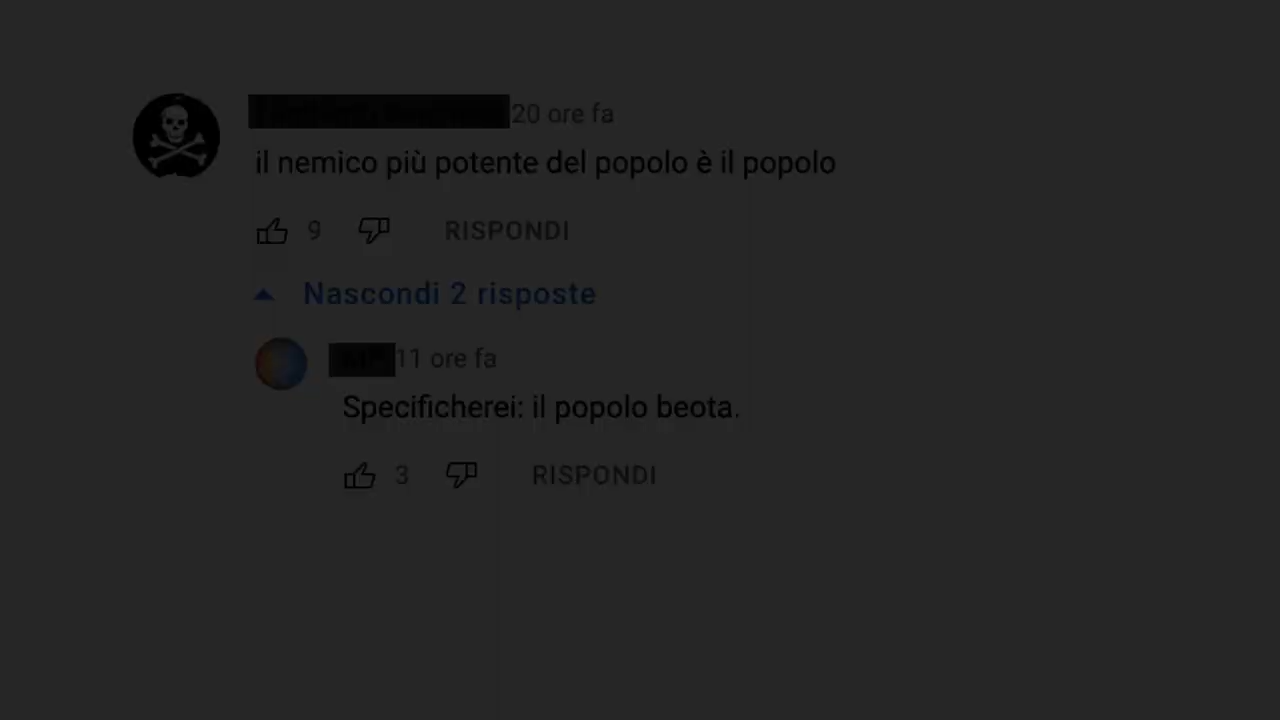 20 ore fa
il nemico più potente del popolo è il popolo
9 RISPONDI
Nascondi 2 risposte
11 ore fa
Specificherei: il popolo beota.
3 RISPONDI